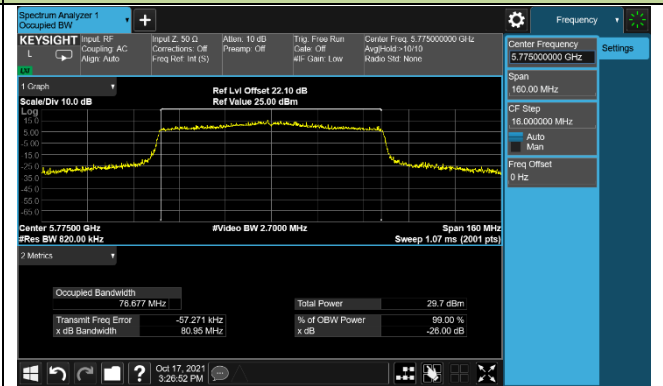 Spectrum Analyzer 1
Occupied BW
Frequency
KEYSIGHT
L
Input: RF
Coupling: AC
Align: Auto
Input Z: 50 Ω
Corrections: Off
Freq Ref: Int (S)
Atten: 10 dB
Preamp: Off
Trig: Free Run
Gate: Off
#IF Gain: Low
Center Freq: 5.775000000 GHz
Avg|Hold:>10/10
Radio Std: None
Center Frequency
5.775000000 GHz
Settings
Span
160.00 MHz
CF Step
16.000000 MHz
Auto
Man
Freq Offset
0 Hz
1 Graph
Scale/Div 10.0 dB
Ref Lvl Offset 22.10 dB
Ref Value 25.00 dBm
Log
15.0
5.00
-5.00
-15.0
-25.0
-35.0
-45.0
-55.0
-65.0
Center 5.77500 GHz
#Video BW 2.7000 MHz
Span 160 MHz
#Res BW 820.00 kHz
Sweep 1.07 ms (2001 pts)
2 Metrics
Occupied Bandwidth
76.677 MHz
Total Power
29.7 dBm
Transmit Freq Error
-57.271 kHz
% of OBW Power
99.00 %
x dB Bandwidth
80.95 MHz
x dB
-26.00 dB
Oct 17, 2021
3:26:52 PM